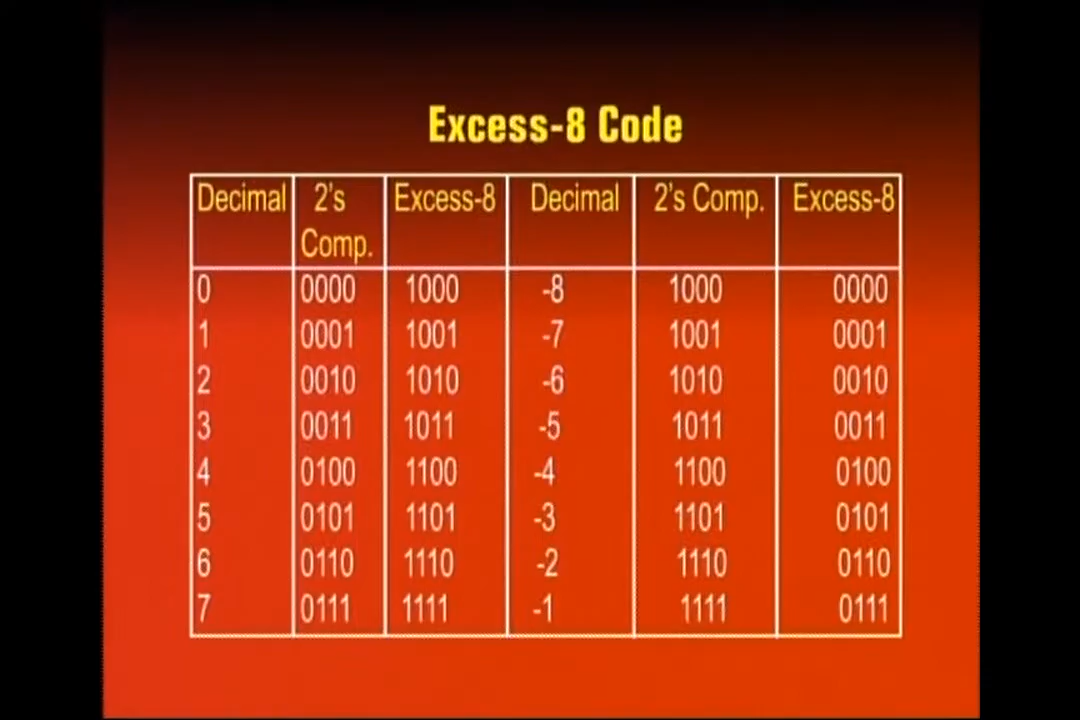 Excess-8 Code
Decimal 2's Comp. Excess-8 Decimal 2's Comp. Excess-8
0 0000 1000 -8 1000 0000
1 0001 1001 -7 1001 0001
2 0010 1010 -6 1010 0010
3 0011 1011 -5 1011 0011
4 0100 1100 -4 1100 0100
5 0101 1101 -3 1101 0101
6 0110 1110 -2 1110 0110
7 0111 1111 -1 1111 0111